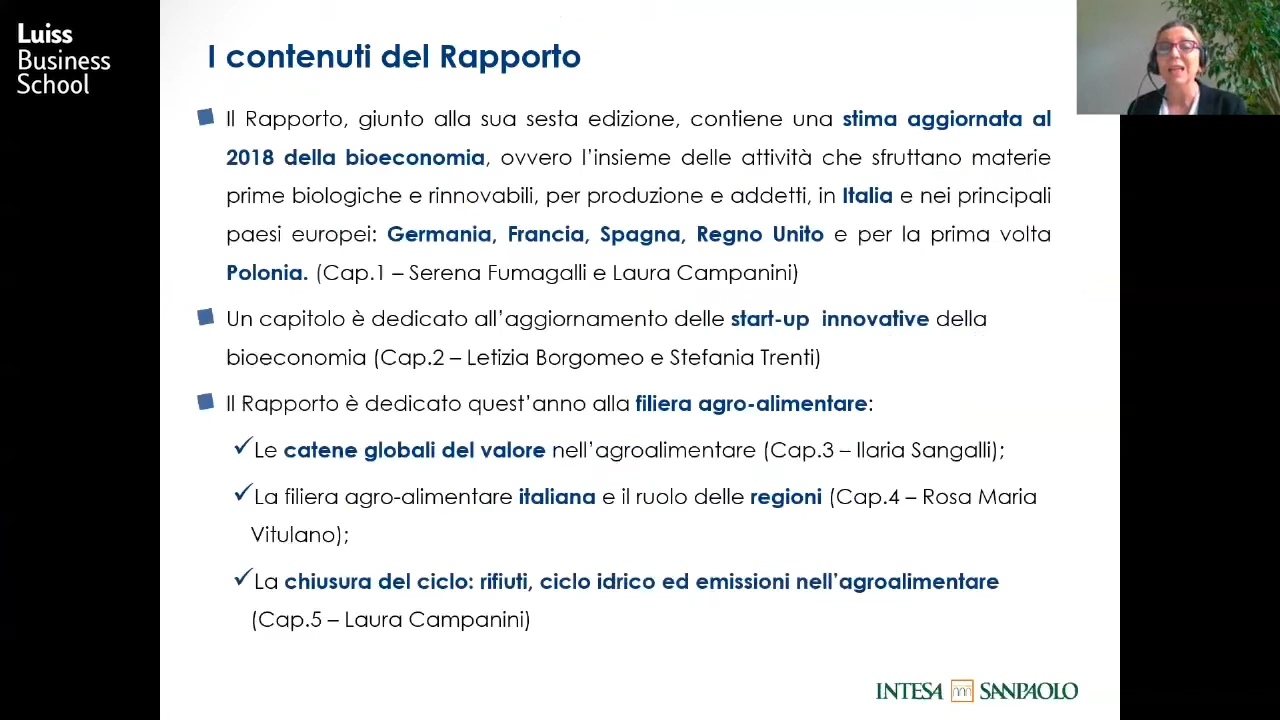 Luiss
Business
School
I contenuti del Rapporto
Il Rapporto, giunto alla sua sesta edizione, contiene una stima aggiornata al
2018 della bioeconomia, ovvero l'insieme delle attività che sfruttano materie
prime biologiche e rinnovabili, per produzione e addetti, in Italia e nei principali
paesi europei: Germania, Francia, Spagna, Regno Unito e per la prima volta
Polonia. (Cap.1 – Serena Fumagalli e Laura Campanini)
Un capitolo è dedicato all'aggiornamento delle start-up innovative della
bioeconomia (Cap.2 – Letizia Borgomeo e Stefania Trenti)
Il Rapporto è dedicato quest'anno alla filiera agro-alimentare:
Le catene globali del valore nell'agroalimentare (Cap.3 – Ilaria Sangalli);
La filiera agro-alimentare italiana e il ruolo delle regioni (Cap.4 – Rosa Maria
Vitulano);
La chiusura del ciclo: rifiuti, ciclo idrico ed emissioni nell'agroalimentare
(Cap.5 – Laura Campanini)
INTESA SANPAOLO